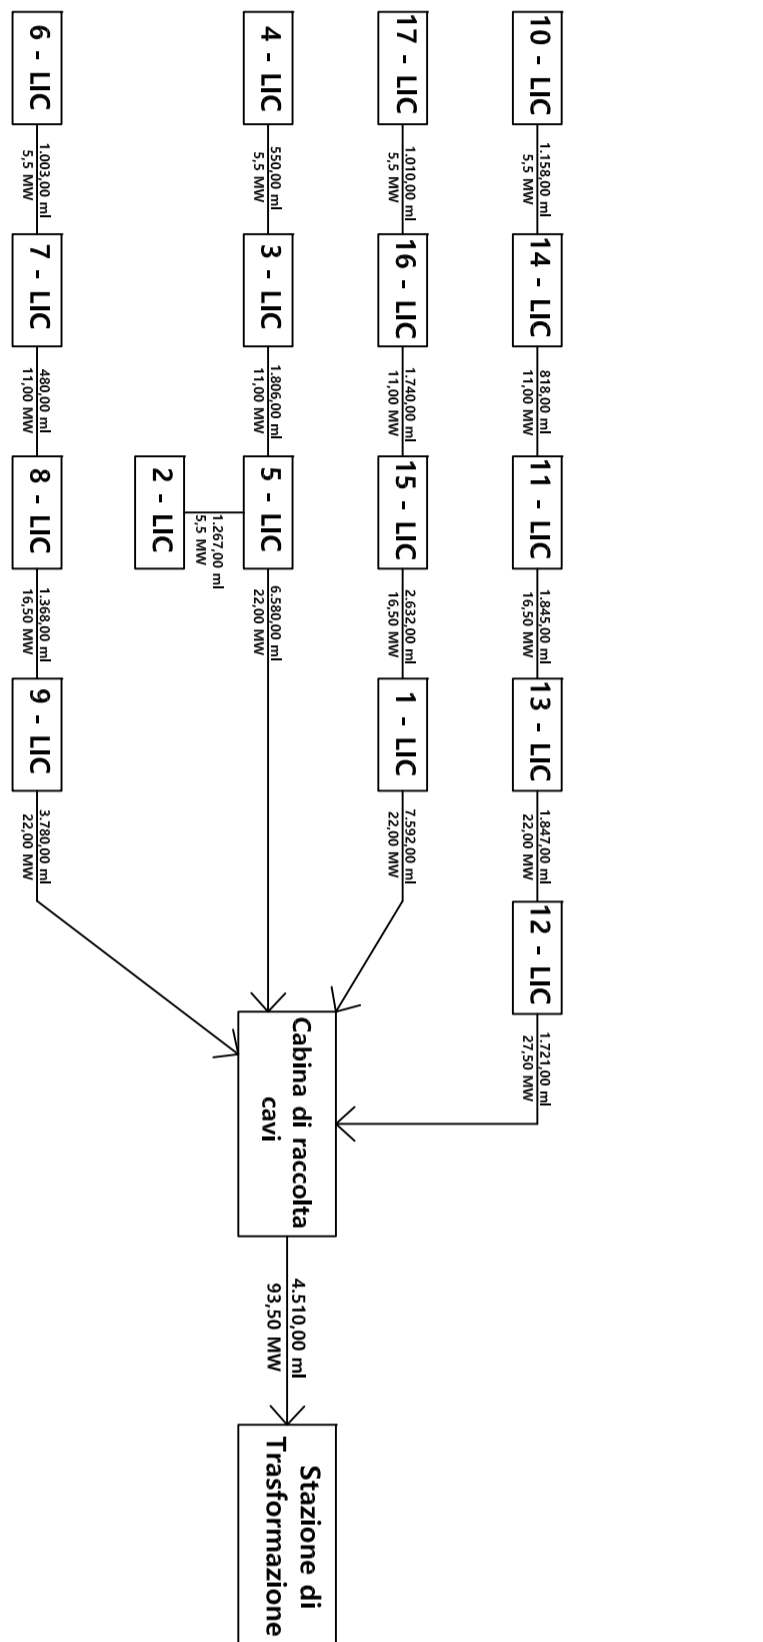 10 - LIC
1.158,00 ml
5,5 MW
14 - LIC
818,00 ml
11,00 MW
11 - LIC
1.845,00 ml
16,50 MW
13 - LIC
1.847,00 ml
22,00 MW
12 - LIC
1.721,00 ml
27,50 MW
17 - LIC
1.010,00 ml
5,5 MW
16 - LIC
1.740,00 ml
11,00 MW
15 - LIC
2.632,00 ml
16,50 MW
1 - LIC
7.592,00 ml
22,00 MW
4 - LIC
550,00 ml
5,5 MW
3 - LIC
1.806,00 ml
11,00 MW
5 - LIC
6.580,00 ml
22,00 MW
2 - LIC
1.267,00 ml
5,5 MW
6 - LIC
1.003,00 ml
5,5 MW
7 - LIC
480,00 ml
11,00 MW
8 - LIC
1.368,00 ml
16,50 MW
9 - LIC
3.780,00 ml
22,00 MW
Cabina di raccolta
cavi
4.510,00 ml
93,50 MW
Stazione di
Trasformazione